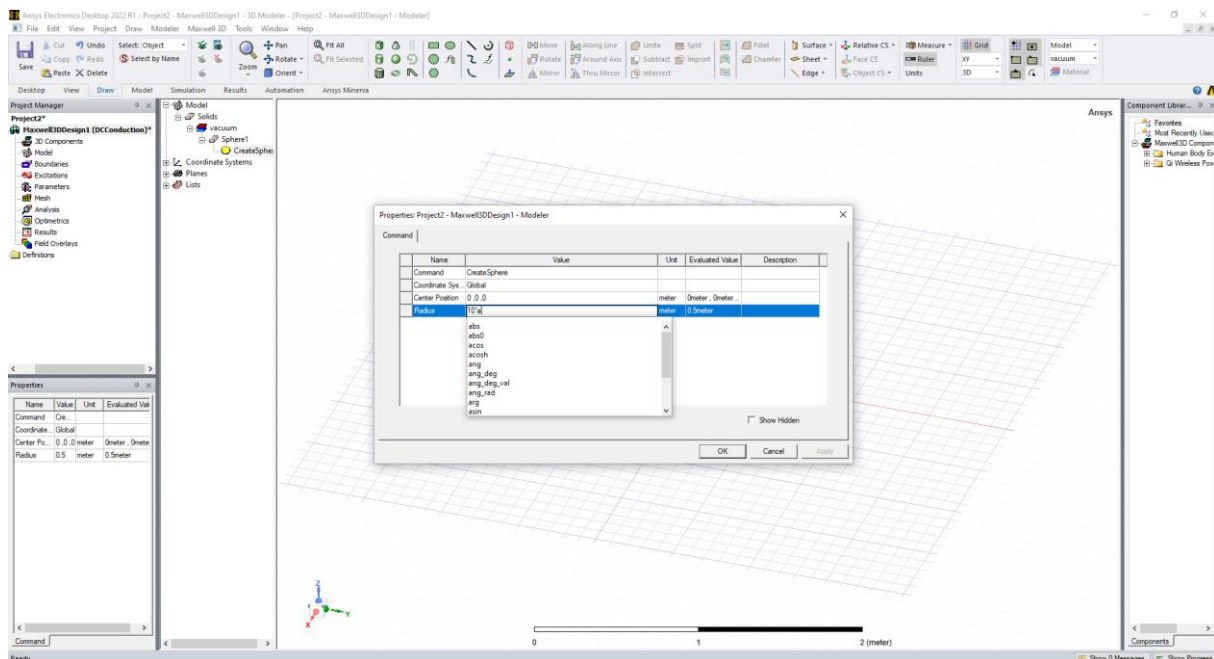 Ansys Electronics Desktop 2022 R1 - Project2 - Maxwell3DDesign1 - 3D Modeler - [Project2 - Maxwell3DDesign1 - Modeler]
File Edit View Project Draw Modeler Maxwell 3D Tools Window Help
Save
Cut Undo Select: Object
Copy Redo Select by Name
Paste Delete
Zoom
Pan Fit All
Rotate Fit Selected
Orient
Move Along Line Unite Split Fillet Surface Relative CS Measure Grid Model
Rotate Around Axis Subtract Imprint Chamfer Sheet Face CS Ruler XY vacuum
Mirror Thru Mirror Intersect Edge Object CS Units 3D Material
Desktop View Draw Model Simulation Results Automation Ansys Minerva
Project Manager
Project2*
Maxwell3DDesign1 (DCConduction)*
3D Components
Model
Boundaries
Excitations
Parameters
Mesh
Analysis
Optimetrics
Results
Field Overlays
Definitions
Model
Solids
vacuum
Sphere1
CreateSphe
Coordinate Systems
Planes
Lists
Ansys
Component Librar...
Favorites
Most Recently Usec
Maxwell3D Compon
Human Body Ex
Qi Wireless Pow
Properties: Project2 - Maxwell3DDesign1 - Modeler
Command
Name Value Unit Evaluated Value Description
Command CreateSphere
Coordinate Sys... Global
Center Position 0 ,0 ,0 meter 0meter , 0meter...
Radius 10*a meter 0.5meter
abs
abs0
acos
acosh
ang
ang_deg
ang_deg_val
ang_rad
arg
asin
Show Hidden
OK Cancel Apply
Properties
Name Value Unit Evaluated Val
Command Cre...
Coordinate... Global
Center Po... 0 ,0 ,0 meter 0meter , 0mete
Radius 0.5 meter 0.5meter
Command
Z
Y
X
0 1 2 (meter)
Components
Ready
Show 0 Messages Show Progress